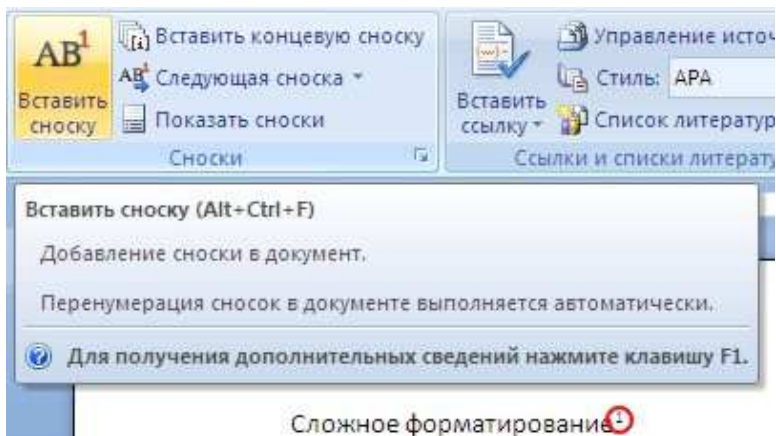 AB¹
Вставить
сноску
Вставить концевую сноску
AB¹ Следующая сноска
Показать сноски
Сноски
Вставить
ссылку
Управление источ
Стиль: APA
Список литератур
Ссылки и списки литерату
Вставить сноску (Alt+Ctrl+F)
Добавление сноски в документ.
Перенумерация сносок в документе выполняется автоматически.
Для получения дополнительных сведений нажмите клавишу F1.
Сложное форматирование¹